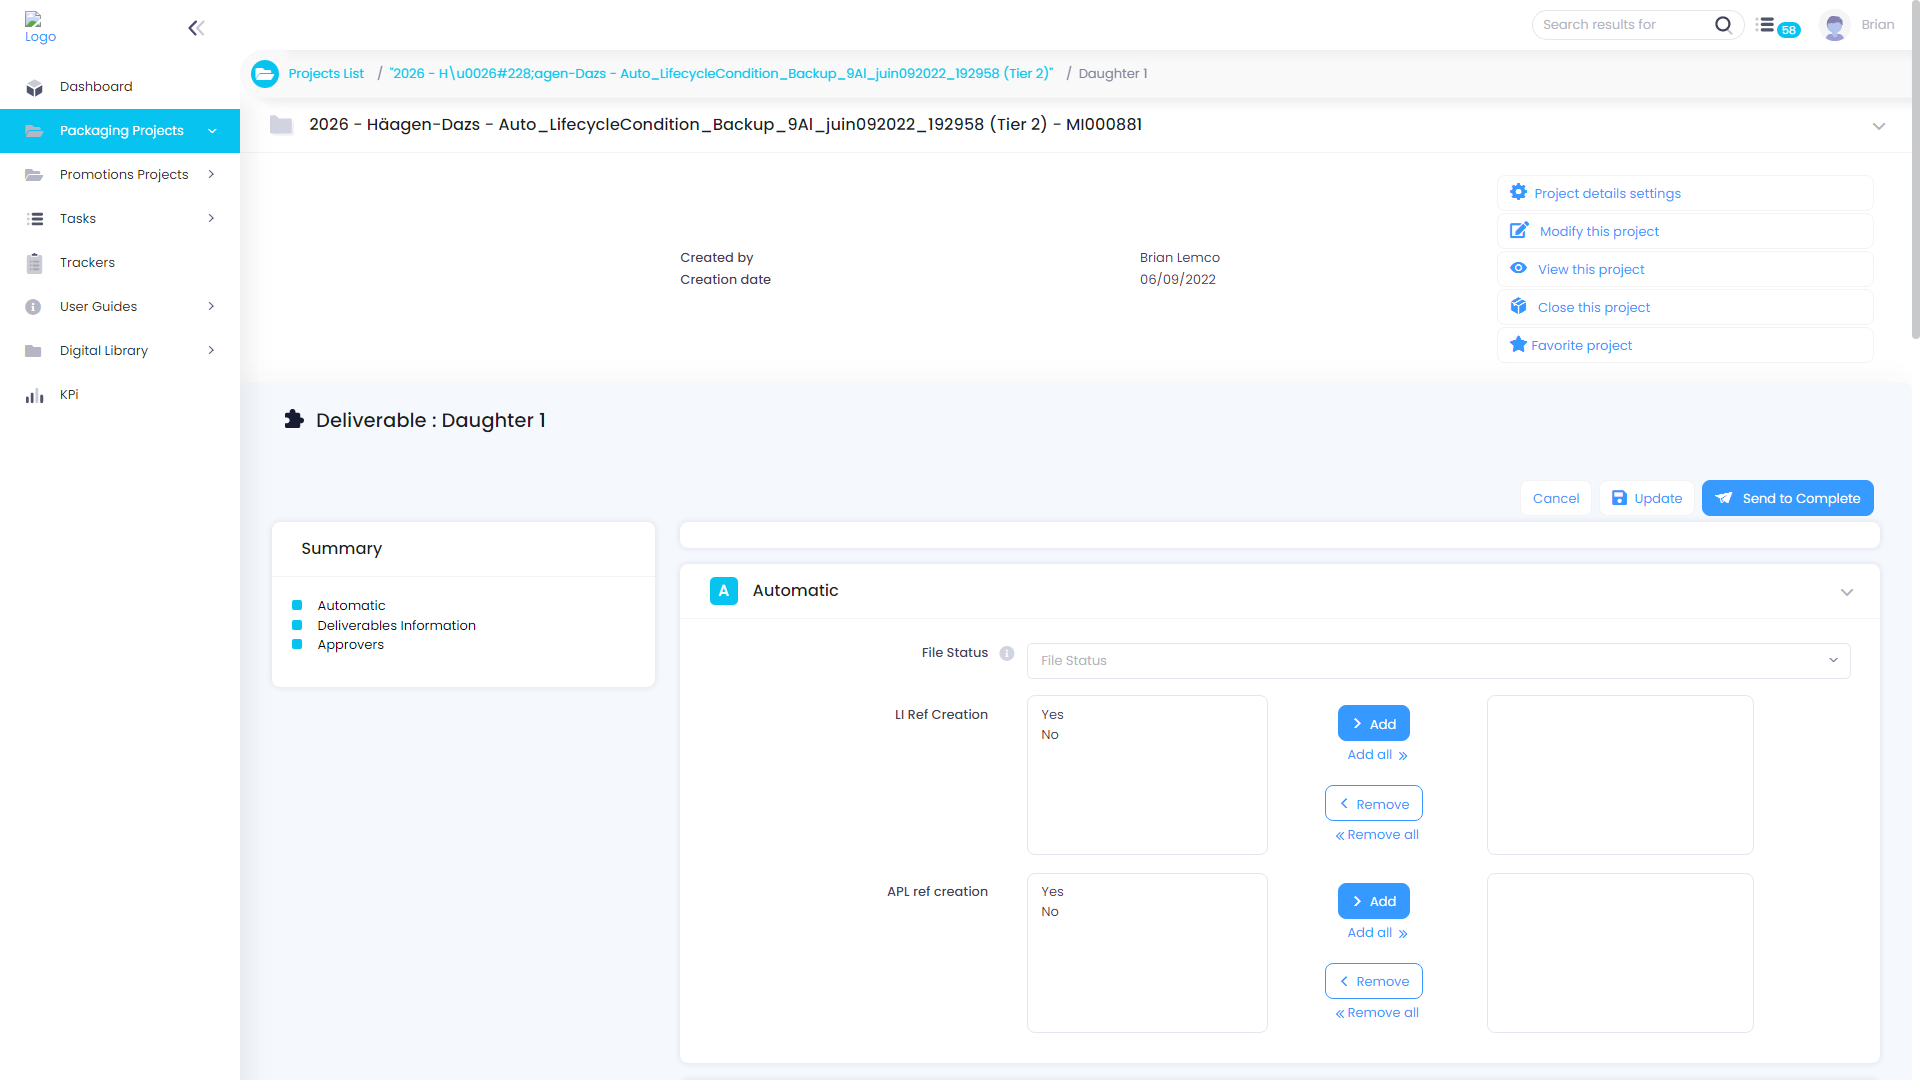 Logo
Search results for
58
Brian
Dashboard
Packaging Projects
Promotions Projects
Tasks
Trackers
User Guides
Digital Library
KPi
Projects List / "2026 - H\u0026#228;agen-Dazs - Auto_LifecycleCondition_Backup_9Al_juin092022_192958 (Tier 2)" / Daughter 1
2026 - Häagen-Dazs - Auto_LifecycleCondition_Backup_9Al_juin092022_192958 (Tier 2) - MI000881
Created by Brian Lemco
Creation date 06/09/2022
Project details settings
Modify this project
View this project
Close this project
Favorite project
Deliverable : Daughter 1
Cancel
Update
Send to Complete
Summary
Automatic
Deliverables Information
Approvers
A Automatic
File Status
File Status
LI Ref Creation
Yes
No
Add
Add all
Remove
Remove all
APL ref creation
Yes
No
Add
Add all
Remove
Remove all